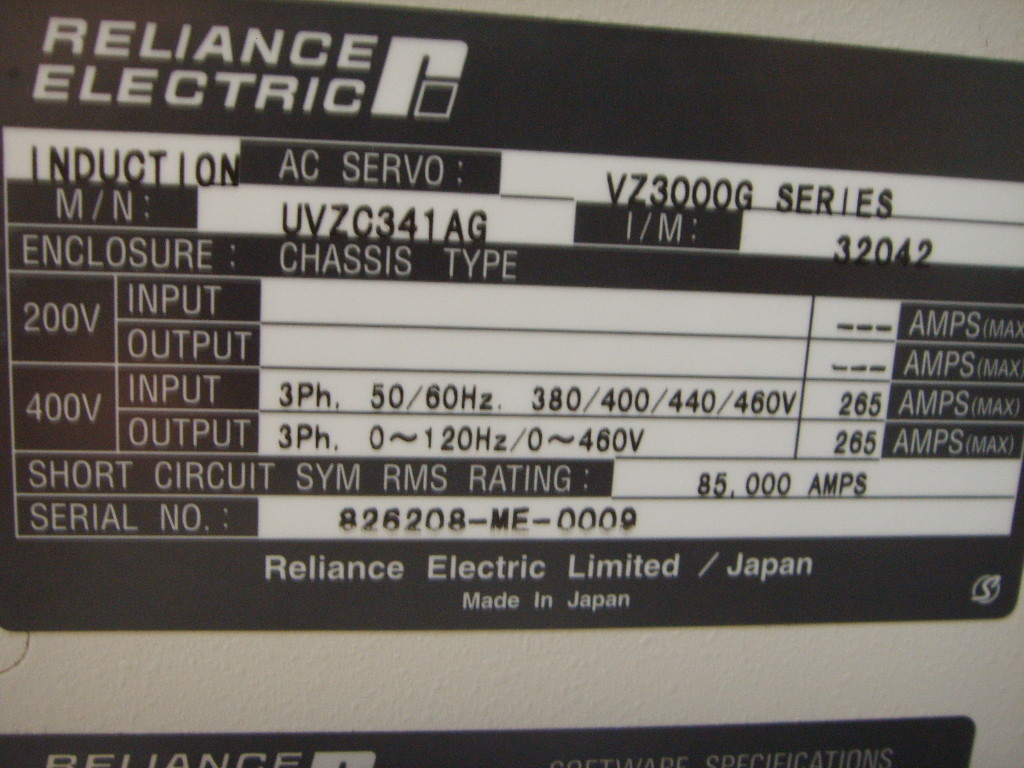 RELIANCE
ELECTRIC
INDUCTION AC SERVO: VZ3000G SERIES
M/N: UVZC341AG I/M: 32042
ENCLOSURE: CHASSIS TYPE
200V INPUT --- AMPS(MAX)
OUTPUT --- AMPS(MAX)
400V INPUT 3Ph. 50/60Hz. 380/400/440/460V 265 AMPS(MAX)
OUTPUT 3Ph. 0~120Hz/0~460V 265 AMPS(MAX)
SHORT CIRCUIT SYM RMS RATING: 85,000 AMPS
SERIAL NO.: 826208-ME-0009
Reliance Electric Limited / Japan
Made In Japan
RELIANCE SOFTWARE SPECIFICATIONS